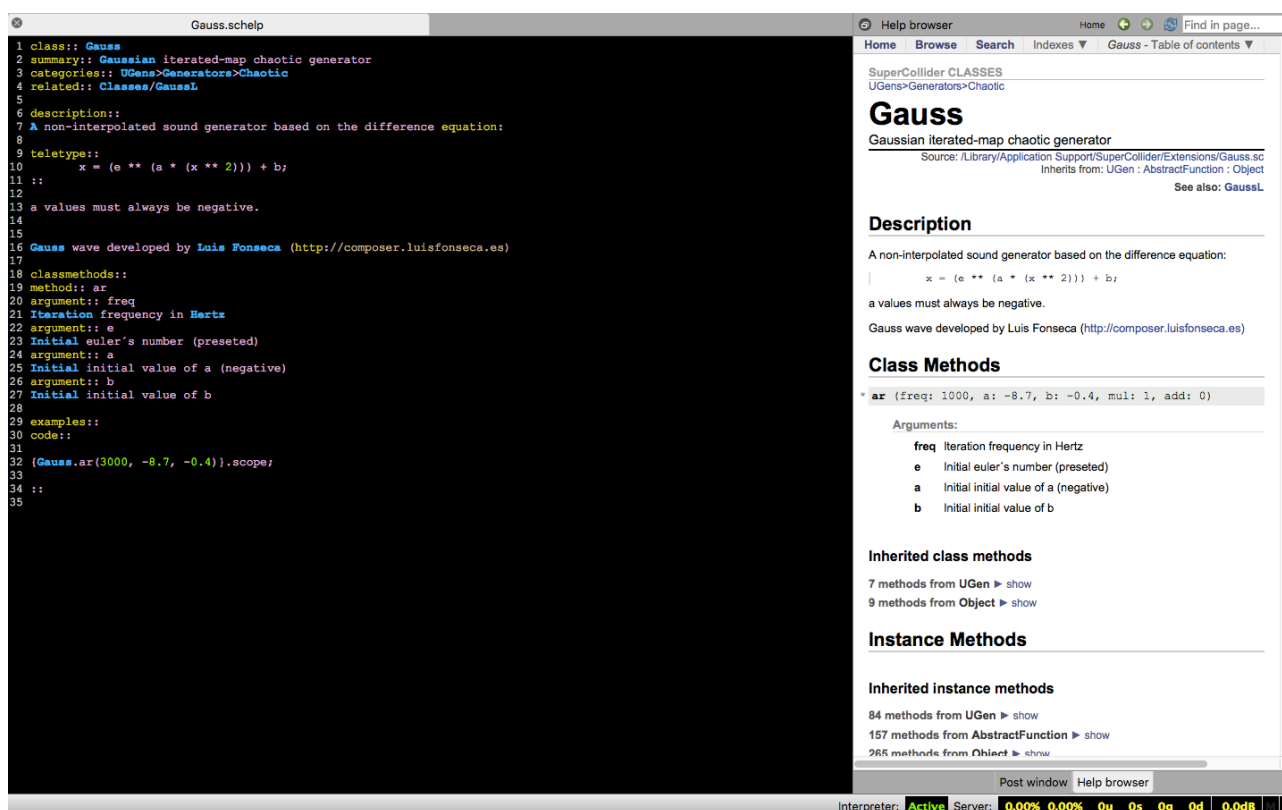 Gauss.schelp
1 class:: Gauss
2 summary:: Gaussian iterated-map chaotic generator
3 categories:: UGens>Generators>Chaotic
4 related:: Classes/GaussL
5
6 description::
7 A non-interpolated sound generator based on the difference equation:
8
9 teletype::
10 x = (e ** (a * (x ** 2))) + b;
11 ::
12
13 a values must always be negative.
14
15
16 Gauss wave developed by Luis Fonseca (http://composer.luisfonseca.es)
17
18 classmethods::
19 method:: ar
20 argument:: freq
21 Iteration frequency in Hertz
22 argument:: e
23 Initial euler´s number (preseted)
24 argument:: a
25 Initial initial value of a (negative)
26 argument:: b
27 Initial initial value of b
28
29 examples::
30 code::
31
32 {Gauss.ar(3000, -8.7, -0.4)}.scope;
33
34 ::
35
Help browser Home Find in page...
Home Browse Search Indexes ▼ Gauss - Table of contents ▼
SuperCollider CLASSES
UGens>Generators>Chaotic
Gauss
Gaussian iterated-map chaotic generator
Source: /Library/Application Support/SuperCollider/Extensions/Gauss.sc
Inherits from: UGen : AbstractFunction : Object
See also: GaussL
Description
A non-interpolated sound generator based on the difference equation:
x = (e ** (a * (x ** 2))) + b;
a values must always be negative.
Gauss wave developed by Luis Fonseca (http://composer.luisfonseca.es)
Class Methods
* ar (freq: 1000, a: -8.7, b: -0.4, mul: 1, add: 0)
Arguments:
freq Iteration frequency in Hertz
e Initial euler´s number (preseted)
a Initial initial value of a (negative)
b Initial initial value of b
Inherited class methods
7 methods from UGen ► show
9 methods from Object ► show
Instance Methods
Inherited instance methods
84 methods from UGen ► show
157 methods from AbstractFunction ► show
265 methods from Object ► show
Post window Help browser
Interpreter: Active Server: 0.00% 0.00% 0u 0s 0g 0d 0.0dB